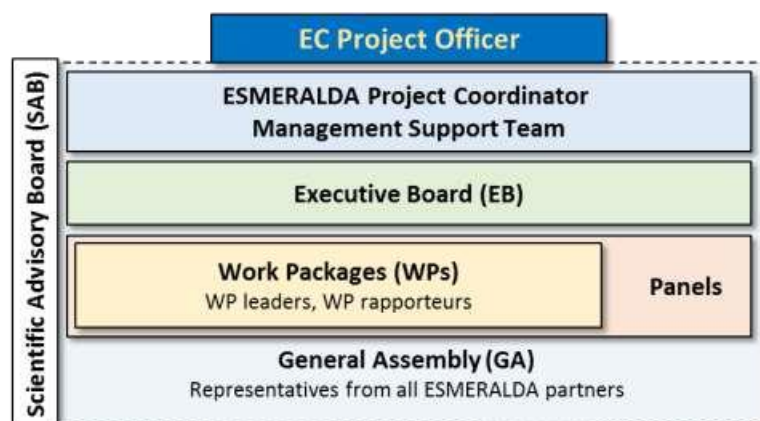 EC Project Officer
Scientific Advisory Board (SAB)
ESMERALDA Project Coordinator
Management Support Team
Executive Board (EB)
Work Packages (WPs)
WP leaders, WP rapporteurs
Panels
General Assembly (GA)
Representatives from all ESMERALDA partners